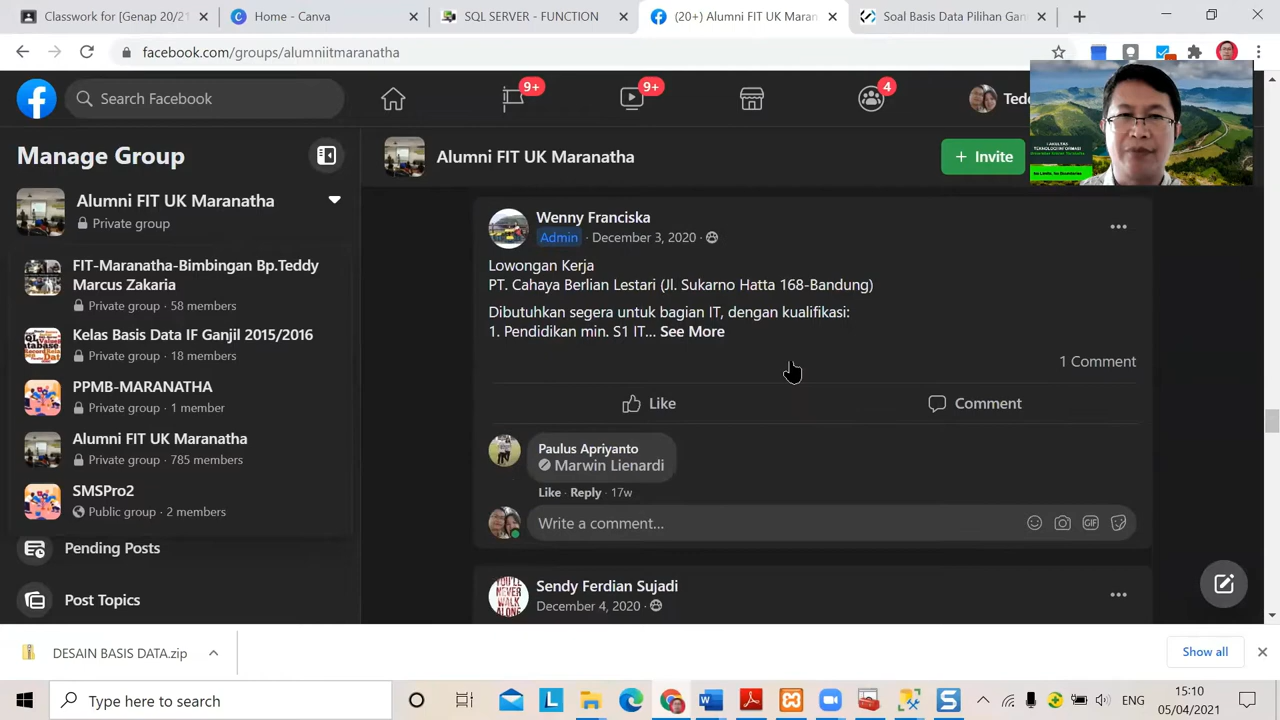 Classwork for [Genap 20/21
Home - Canva
SQL SERVER - FUNCTION
(20+) Alumni FIT UK Maran
Soal Basis Data Pilihan Gan
facebook.com/groups/alumniitmaranatha
Search Facebook
9+
9+
4
Tedd
Manage Group
Alumni FIT UK Maranatha
+ Invite
Alumni FIT UK Maranatha
Private group
FIT-Maranatha-Bimbingan Bp.Teddy
Marcus Zakaria
Private group · 58 members
Kelas Basis Data IF Ganjil 2015/2016
Private group · 18 members
PPMB-MARANATHA
Private group · 1 member
Alumni FIT UK Maranatha
Private group · 785 members
SMSPro2
Public group · 2 members
Pending Posts
Post Topics
Wenny Franciska
Admin · December 3, 2020 ·
Lowongan Kerja
PT. Cahaya Berlian Lestari (Jl. Sukarno Hatta 168-Bandung)
Dibutuhkan segera untuk bagian IT, dengan kualifikasi:
1. Pendidikan min. S1 IT... See More
1 Comment
Like
Comment
Paulus Apriyanto
Marwin Lienardi
Like · Reply · 17w
Write a comment...
GIF
Sendy Ferdian Sujadi
December 4, 2020 ·
FAKULTAS
TEKNOLOGI INFORMASI
DESAIN BASIS DATA.zip
Show all
Type here to search
ENG
15:10
05/04/2021